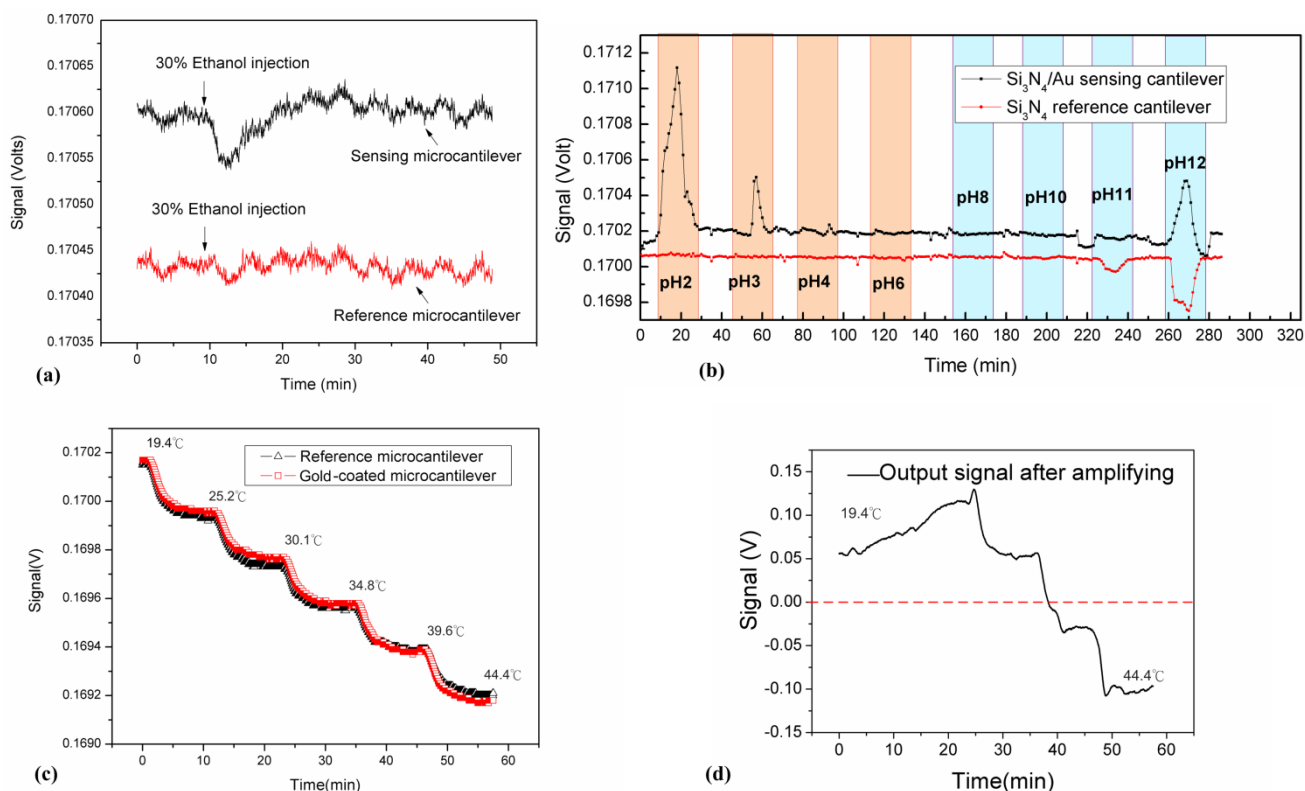 0.17070
0.17065
0.17060
0.17055
0.17050
0.17045
0.17040
0.17035
Signal (Volts)
30% Ethanol injection
Sensing microcantilever
30% Ethanol injection
Reference microcantilever
0 10 20 30 40 50
Time (min)
(a)
0.1712
0.1710
0.1708
0.1706
0.1704
0.1702
0.1700
0.1698
Signal (Volt)
Si₃N₄/Au sensing cantilever
Si₃N₄ reference cantilever
pH2 pH3 pH4 pH6 pH8 pH10 pH11 pH12
0 20 40 60 80 100 120 140 160 180 200 220 240 260 280 300 320
Time (min)
(b)
0.1702
0.1700
0.1698
0.1696
0.1694
0.1692
0.1690
Signal(V)
Reference microcantilever
Gold-coated microcantilever
19.4℃
25.2℃
30.1℃
34.8℃
39.6℃
44.4℃
0 10 20 30 40 50 60
Time(min)
(c)
0.15
0.10
0.05
0.00
-0.05
-0.10
-0.15
Signal (V)
Output signal after amplifying
19.4℃
44.4℃
0 10 20 30 40 50 60
Time(min)
(d)